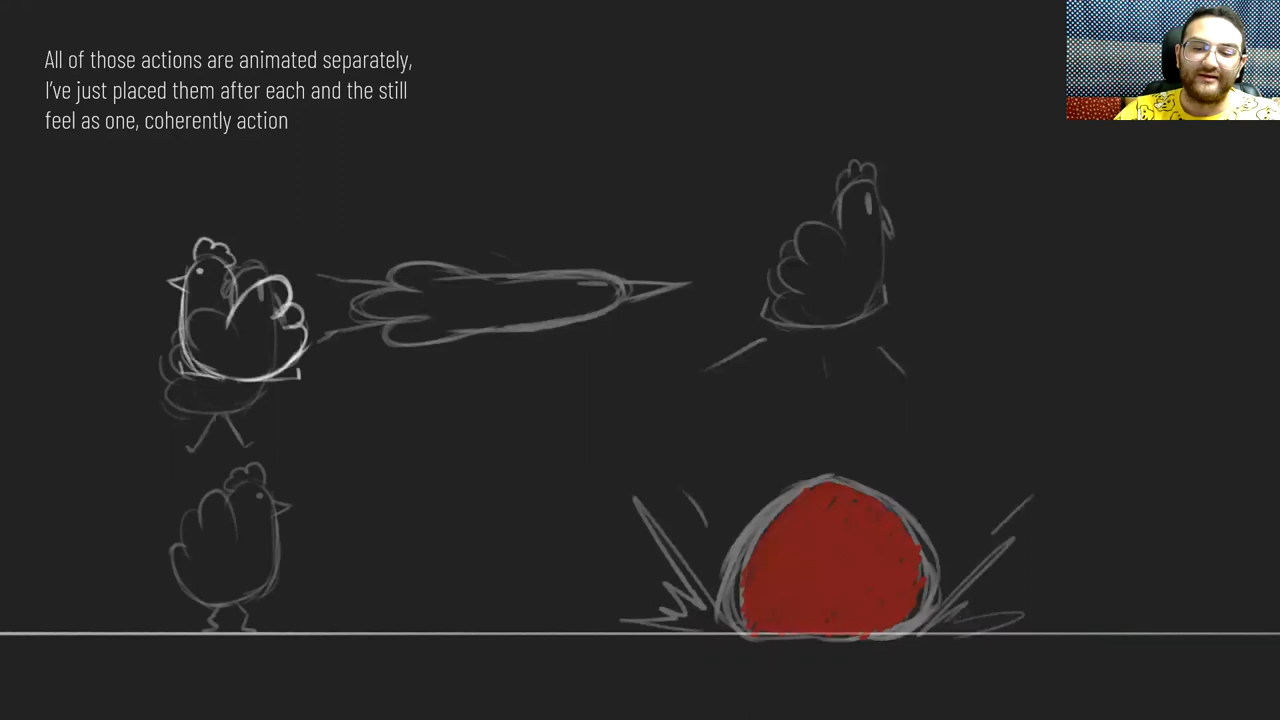 All of those actions are animated separately,
I've just placed them after each and the still
feel as one, coherently action